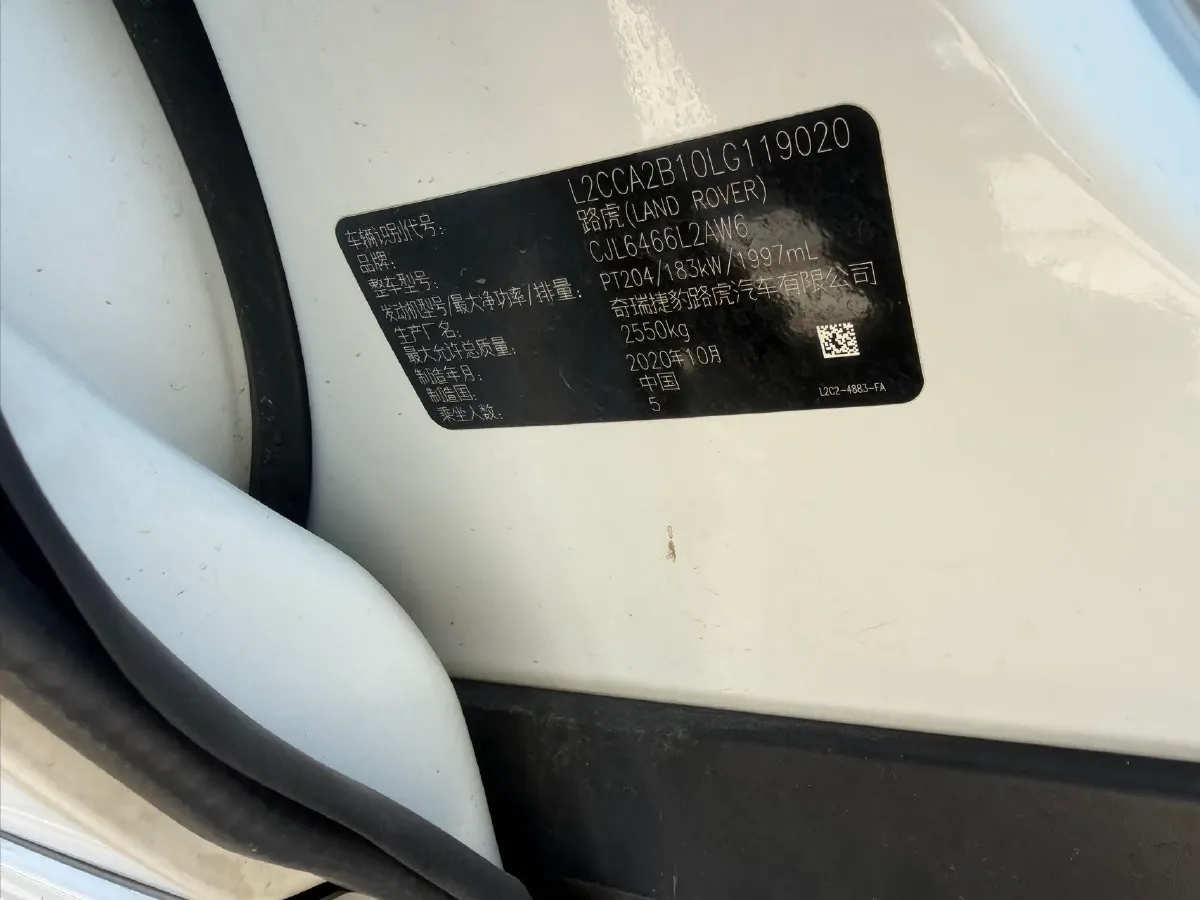 车辆识别代号: L2CCA2B10LG119020
品牌: 路虎(LAND ROVER)
整车型号: CJL6466L2AW6
发动机型号/最大净功率/排量: PT204/183kW/1997mL
生产厂名: 奇瑞捷豹路虎汽车有限公司
最大允许总质量: 2550kg
制造年月: 2020年10月
制造国: 中国
乘坐人数: 5
L2C2-4883-FA